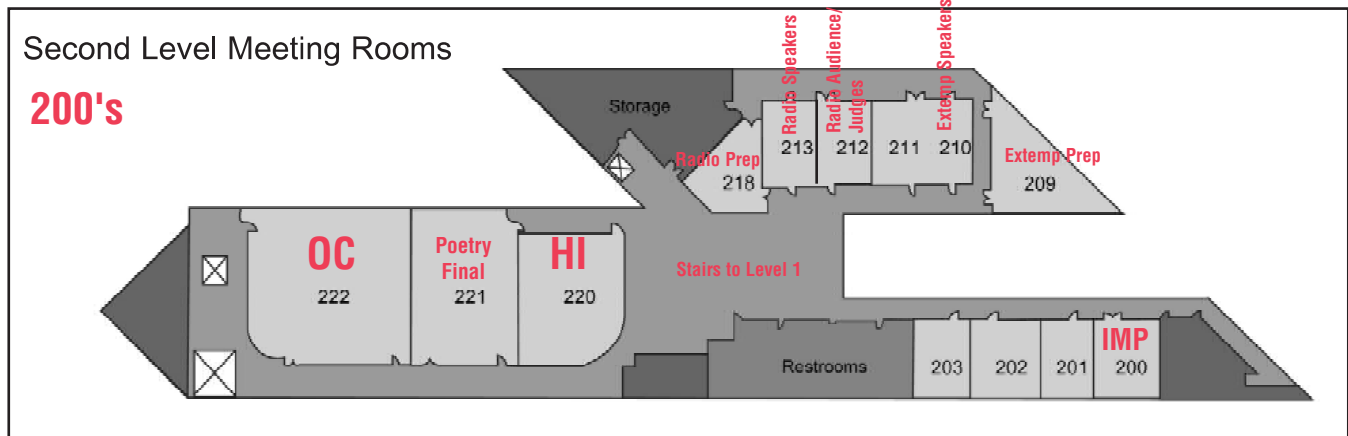 Second Level Meeting Rooms
200's
Storage
Radio Speakers
Radio Audience/
Judges
Extemp Speakers
213
212
211
210
Radio Prep
218
Extemp Prep
209
OC
222
Poetry
Final
221
HI
220
Stairs to Level 1
Restrooms
203
202
201
IMP
200